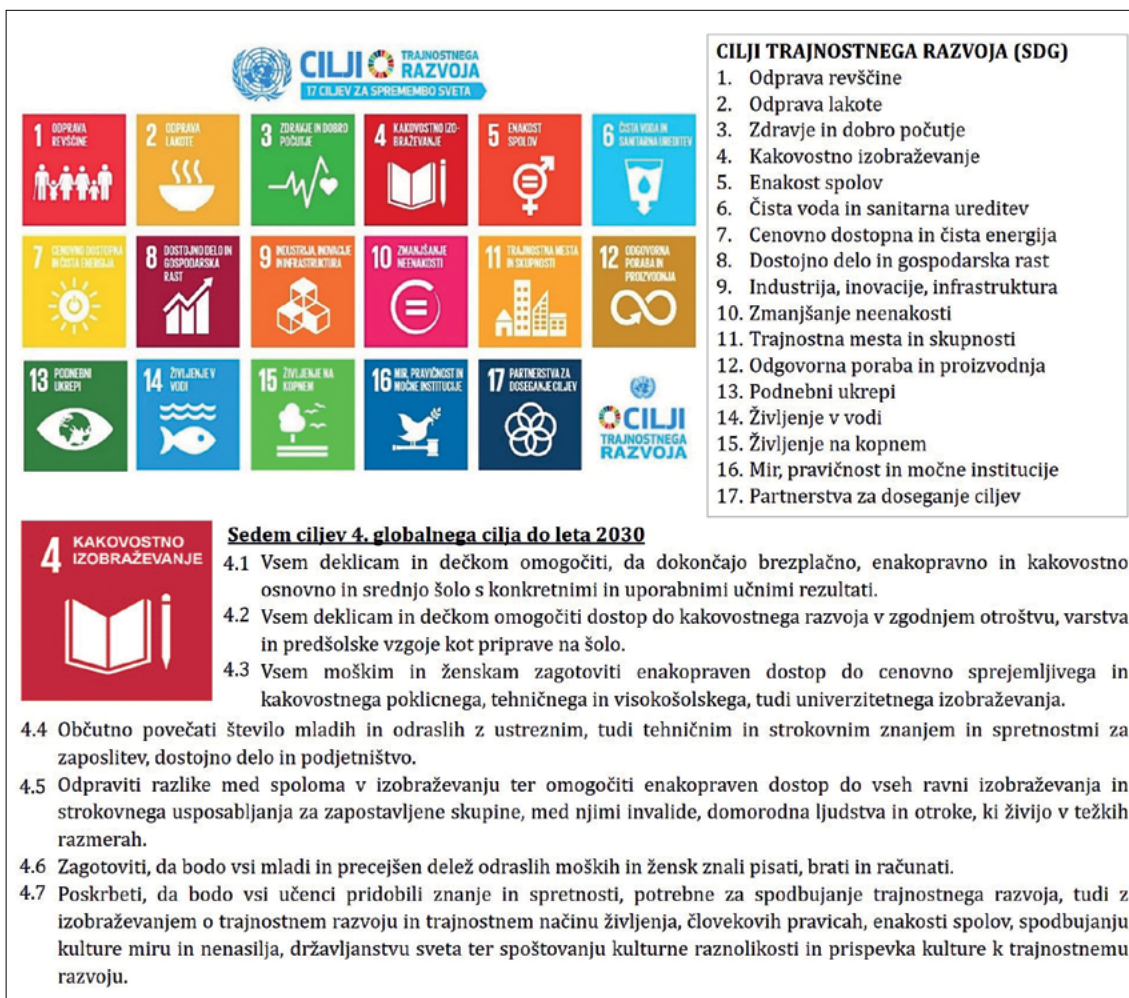 CILJI TRAJNOSTNEGA
RAZVOJA
17 CILJEV ZA SPREMEMBO SVETA
1 ODPRAVA
REVŠČINE
2 ODPRAVA
LAKOTE
3 ZDRAVJE IN DOBRO
POČUTJE
4 KAKOVOSTNO IZO-
BRAŽEVANJE
5 ENAKOST
SPOLOV
6 ČISTA VODA IN
SANITARNA UREDITEV
7 CENOVNO DOSTOPNA
IN ČISTA ENERGIJA
8 DOSTOJNO DELO IN
GOSPODARSKA
RAST
9 INDUSTRIJA, INOVACIJE
IN INFRASTRUKTURA
10 ZMANJŠANJE
NEENAKOSTI
11 TRAJNOSTNA MESTA
IN SKUPNOSTI
12 ODGOVORNA
PORABA IN
PROIZVODNJA
13 PODNEBNI
UKREPI
14 ŽIVLJENJE V
VODI
15 ŽIVLJENJE NA
KOPNEM
16 MIR, PRAVIČNOST IN
MOČNE INSTITUCIJE
17 PARTNERSTVA ZA
DOSEGANJE CILJEV
CILJI
TRAJNOSTNEGA
RAZVOJA
CILJI TRAJNOSTNEGA RAZVOJA (SDG)
1. Odprava revščine
2. Odprava lakote
3. Zdravje in dobro počutje
4. Kakovostno izobraževanje
5. Enakost spolov
6. Čista voda in sanitarna ureditev
7. Cenovno dostopna in čista energija
8. Dostojno delo in gospodarska rast
9. Industrija, inovacije, infrastruktura
10. Zmanjšanje neenakosti
11. Trajnostna mesta in skupnosti
12. Odgovorna poraba in proizvodnja
13. Podnebni ukrepi
14. Življenje v vodi
15. Življenje na kopnem
16. Mir, pravičnost in močne institucije
17. Partnerstva za doseganje ciljev
4 KAKOVOSTNO
IZOBRAŽEVANJE
Sedem ciljev 4. globalnega cilja do leta 2030
4.1 Vsem deklicam in dečkom omogočiti, da dokončajo brezplačno, enakopravno in kakovostno
osnovno in srednjo šolo s konkretnimi in uporabnimi učnimi rezultati.
4.2 Vsem deklicam in dečkom omogočiti dostop do kakovostnega razvoja v zgodnjem otroštvu, varstva
in predšolske vzgoje kot priprave na šolo.
4.3 Vsem moškim in ženskam zagotoviti enakopraven dostop do cenovno sprejemljivega in
kakovostnega poklicnega, tehničnega in visokošolskega, tudi univerzitetnega izobraževanja.
4.4 Občutno povečati število mladih in odraslih z ustreznim, tudi tehničnim in strokovnim znanjem in spretnostmi za
zaposlitev, dostojno delo in podjetništvo.
4.5 Odpraviti razlike med spoloma v izobraževanju ter omogočiti enakopraven dostop do vseh ravni izobraževanja in
strokovnega usposabljanja za zapostavljene skupine, med njimi invalide, domorodna ljudstva in otroke, ki živijo v težkih
razmerah.
4.6 Zagotoviti, da bodo vsi mladi in precejšen delež odraslih moških in žensk znali pisati, brati in računati.
4.7 Poskrbeti, da bodo vsi učenci pridobili znanje in spretnosti, potrebne za spodbujanje trajnostnega razvoja, tudi z
izobraževanjem o trajnostnem razvoju in trajnostnem načinu življenja, človekovih pravicah, enakosti spolov, spodbujanju
kulture miru in nenasilja, državljanstvu sveta ter spoštovanju kulturne raznolikosti in prispevka kulture k trajnostnemu
razvoju.